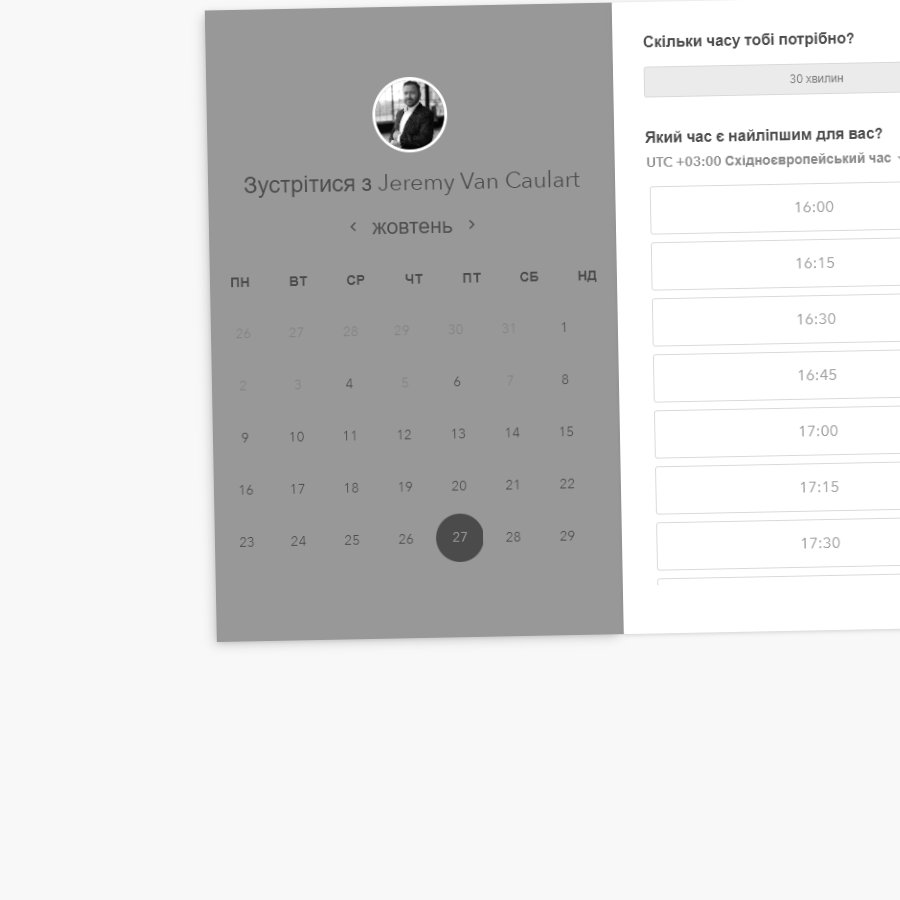 Зустрітися з Jeremy Van Caulart
‹ жовтень ›
ПН ВТ СР ЧТ ПТ СБ НД
26 27 28 29 30 31 1
2 3 4 5 6 7 8
9 10 11 12 13 14 15
16 17 18 19 20 21 22
23 24 25 26 27 28 29
Скільки часу тобі потрібно?
30 хвилин
Який час є найліпшим для вас?
UTC +03:00 Східноєвропейський час
16:00
16:15
16:30
16:45
17:00
17:15
17:30